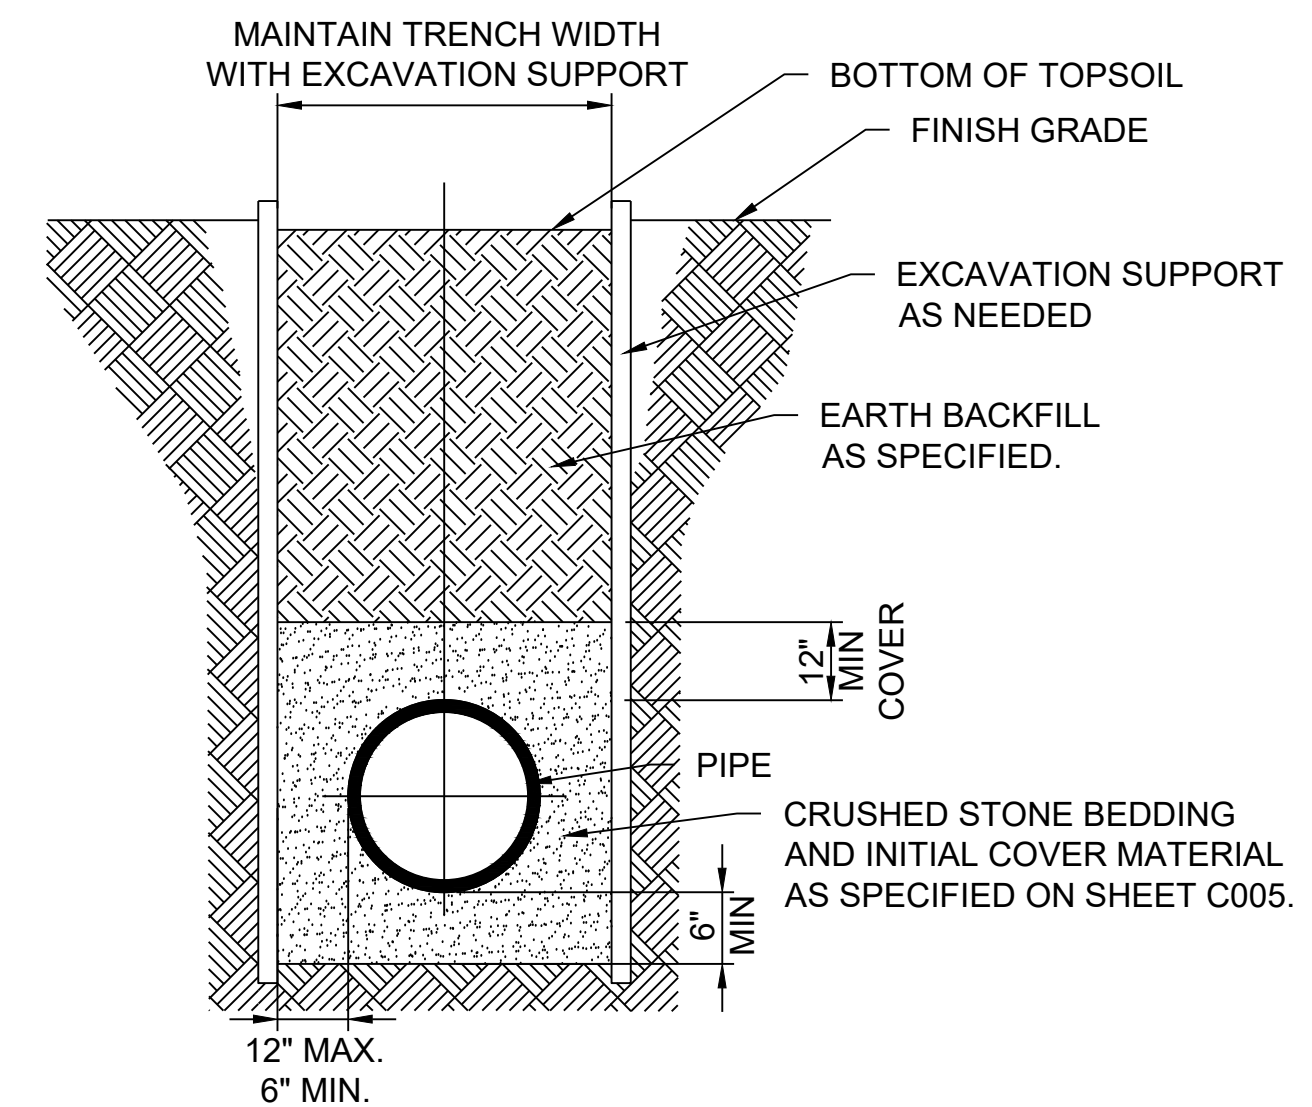 MAINTAIN TRENCH WIDTH
WITH EXCAVATION SUPPORT
BOTTOM OF TOPSOIL
FINISH GRADE
EXCAVATION SUPPORT
AS NEEDED
EARTH BACKFILL
AS SPECIFIED.
12"
MIN
COVER
PIPE
CRUSHED STONE BEDDING
AND INITIAL COVER MATERIAL
AS SPECIFIED ON SHEET C005.
6"
MIN
12" MAX.
6" MIN.